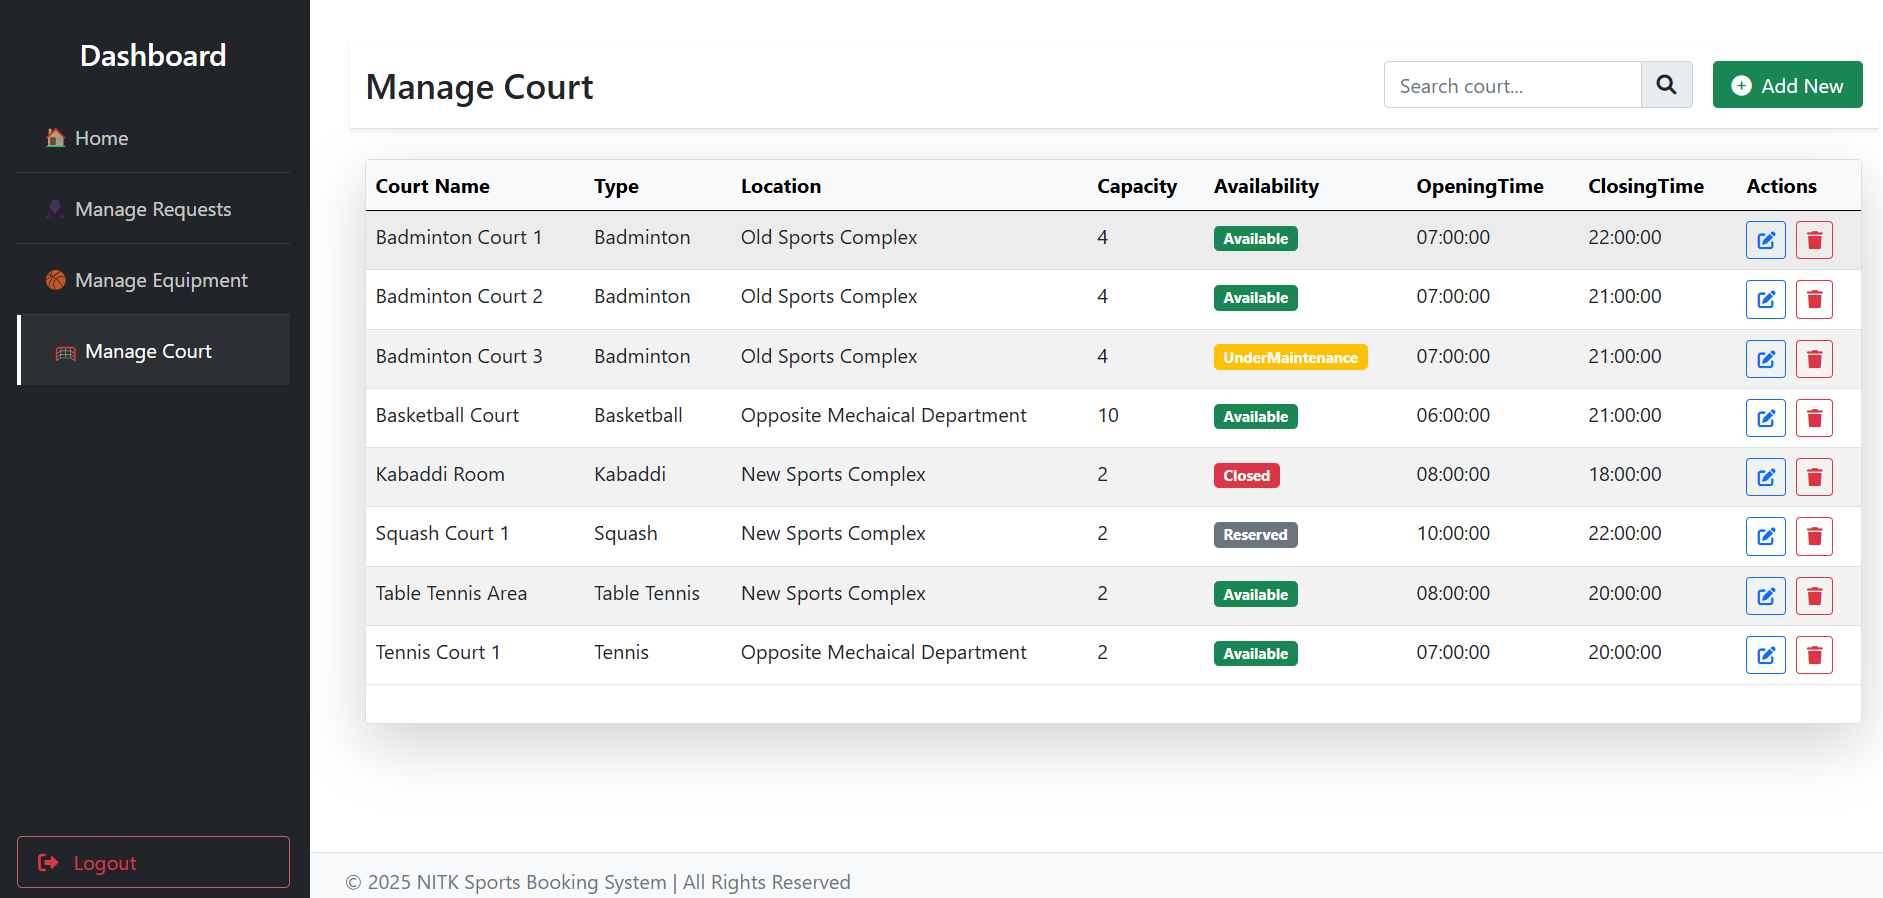 Dashboard
Home
Manage Requests
Manage Equipment
Manage Court
Logout
Manage Court
Search court...
Add New
Court Name Type Location Capacity Availability OpeningTime ClosingTime Actions
Badminton Court 1 Badminton Old Sports Complex 4 Available 07:00:00 22:00:00
Badminton Court 2 Badminton Old Sports Complex 4 Available 07:00:00 21:00:00
Badminton Court 3 Badminton Old Sports Complex 4 UnderMaintenance 07:00:00 21:00:00
Basketball Court Basketball Opposite Mechaical Department 10 Available 06:00:00 21:00:00
Kabaddi Room Kabaddi New Sports Complex 2 Closed 08:00:00 18:00:00
Squash Court 1 Squash New Sports Complex 2 Reserved 10:00:00 22:00:00
Table Tennis Area Table Tennis New Sports Complex 2 Available 08:00:00 20:00:00
Tennis Court 1 Tennis Opposite Mechaical Department 2 Available 07:00:00 20:00:00
© 2025 NITK Sports Booking System | All Rights Reserved